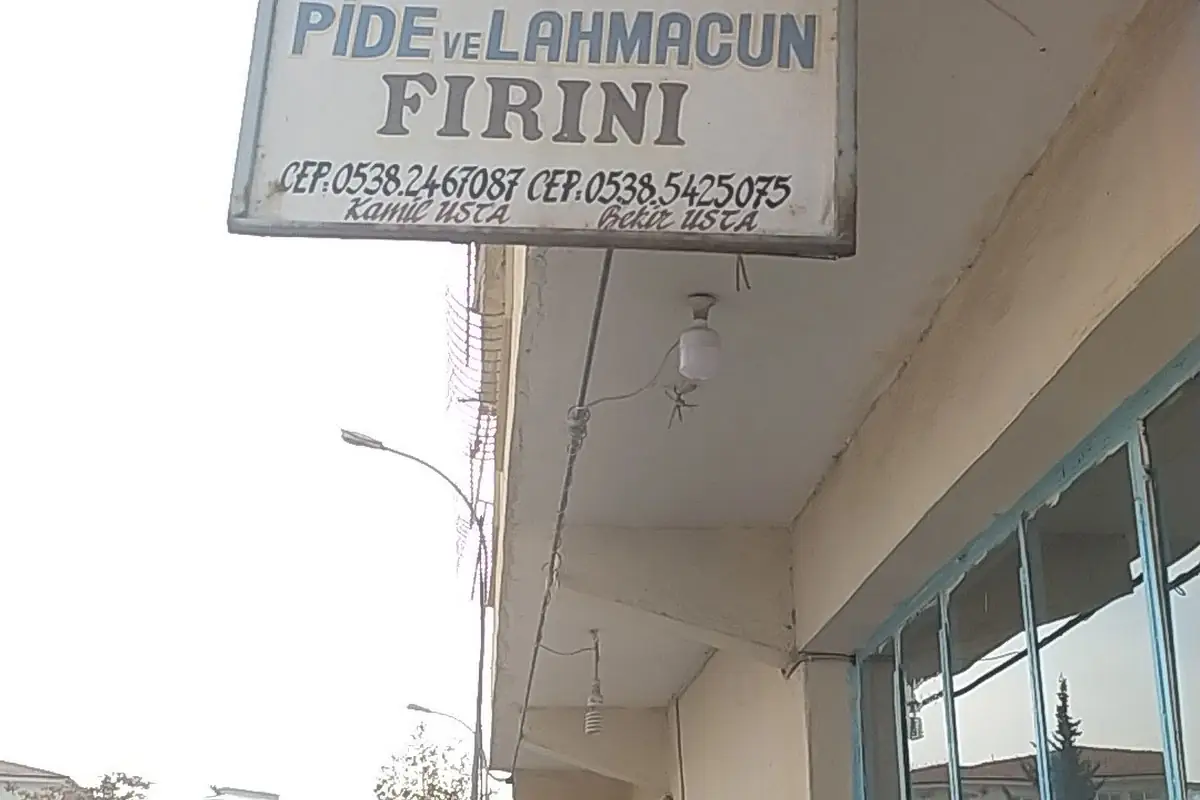 PİDE VE LAHMACUN
FIRINI
CEP:0538.2467087 CEP:0538.5425075
Kamil USTA Bekir USTA